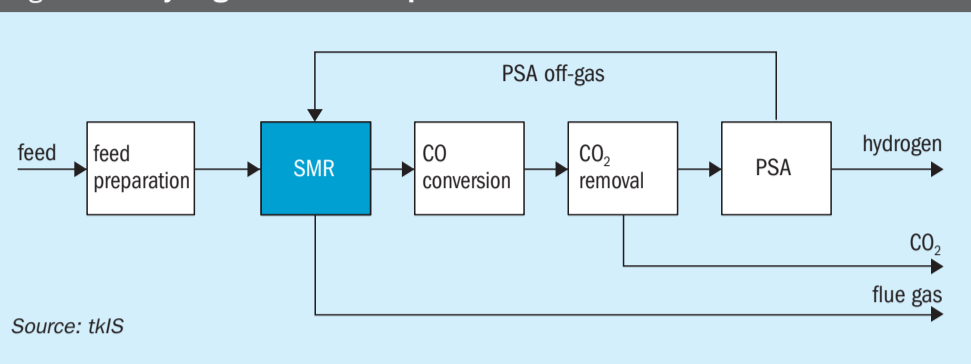 PSA off-gas
feed
feed
preparation
SMR
CO
conversion
CO₂
removal
PSA
hydrogen
CO₂
flue gas
Source: tkIS